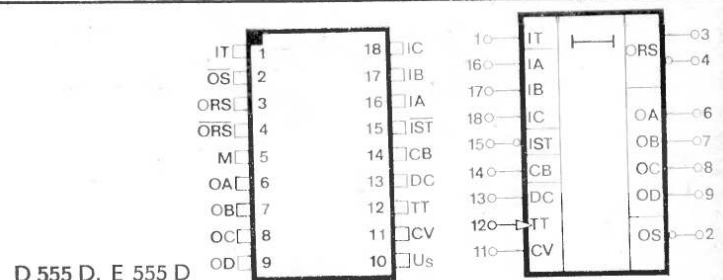 IT 1 18 IC
O̅S̅ 2 17 IB
ORS 3 16 IA
O̅R̅S̅ 4 15 I̅S̅T̅
M 5 14 CB
OA 6 13 DC
OB 7 12 TT
OC 8 11 CV
OD 9 10 Us
D 555 D, E 555 D
1 IT ORS 3
16 IA 4
17 IB
18 IC OA 6
15 IST OB 7
14 CB OC 8
13 DC OD 9
12 TT OS 2
11 CV